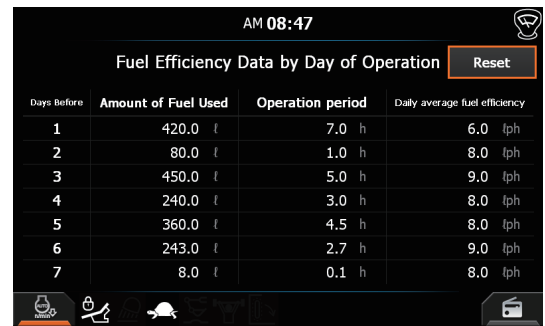 AM 08:47
Fuel Efficiency Data by Day of Operation Reset
Days Before Amount of Fuel Used Operation period Daily average fuel efficiency
1 420.0 ℓ 7.0 h 6.0 ℓph
2 80.0 ℓ 1.0 h 8.0 ℓph
3 450.0 ℓ 5.0 h 9.0 ℓph
4 240.0 ℓ 3.0 h 8.0 ℓph
5 360.0 ℓ 4.5 h 8.0 ℓph
6 243.0 ℓ 2.7 h 9.0 ℓph
7 8.0 ℓ 0.1 h 8.0 ℓph
AUTO
n/min